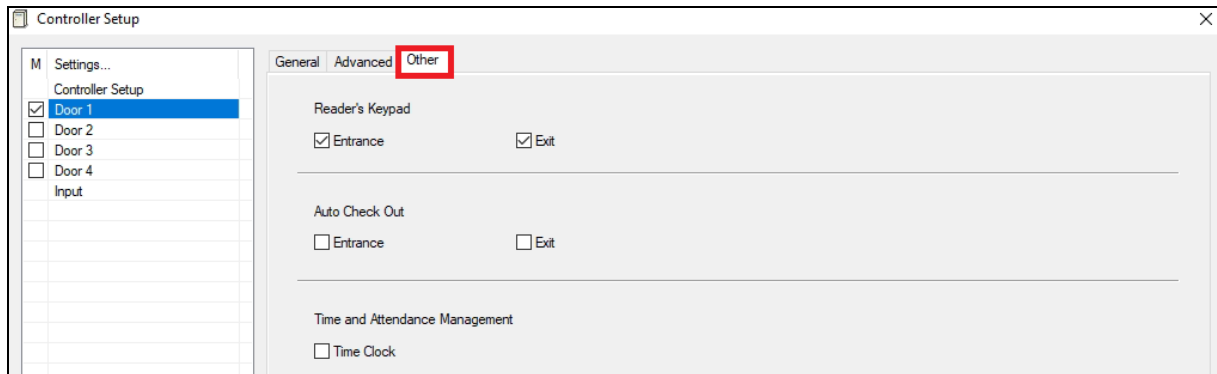 Controller Setup
M Settings...
Controller Setup
Door 1
Door 2
Door 3
Door 4
Input
General Advanced Other
Reader's Keypad
Entrance Exit
Auto Check Out
Entrance Exit
Time and Attendance Management
Time Clock